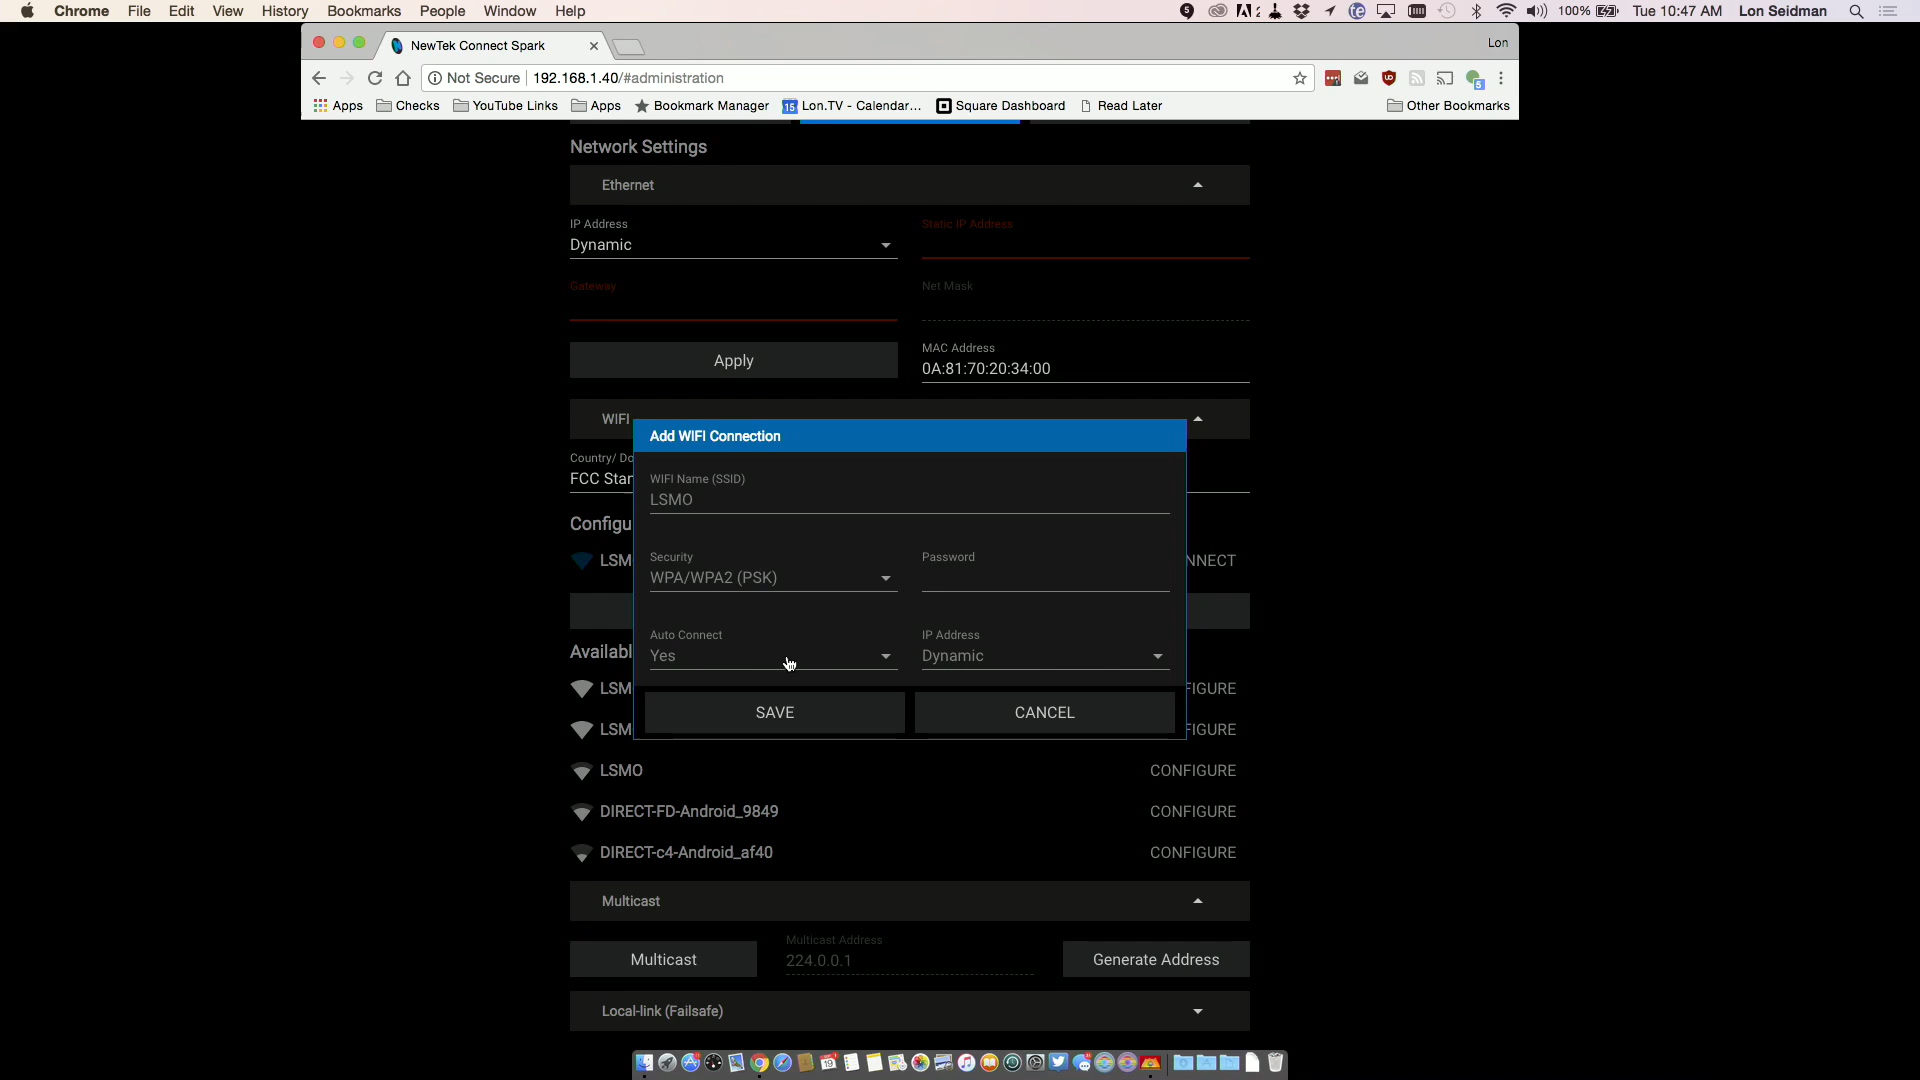 Chrome File Edit View History Bookmarks People Window Help 100% Tue 10:47 AM Lon Seidman
NewTek Connect Spark Lon
Not Secure 192.168.1.40/#administration
Apps Checks YouTube Links Apps Bookmark Manager Lon.TV - Calendar... Square Dashboard Read Later Other Bookmarks
Network Settings
Ethernet
IP Address Static IP Address
Dynamic
Gateway Net Mask
Apply
MAC Address
0A:81:70:20:34:00
WIFI
Add WIFI Connection
Country/ Do
FCC Stan
WIFI Name (SSID)
LSMO
Configu
LSM NNECT
Security Password
WPA/WPA2 (PSK)
Auto Connect IP Address
Yes Dynamic
Availabl
LSM FIGURE
SAVE CANCEL
LSM FIGURE
LSMO CONFIGURE
DIRECT-FD-Android_9849 CONFIGURE
DIRECT-c4-Android_af40 CONFIGURE
Multicast
Multicast Multicast Address Generate Address
224.0.0.1
Local-link (Failsafe)